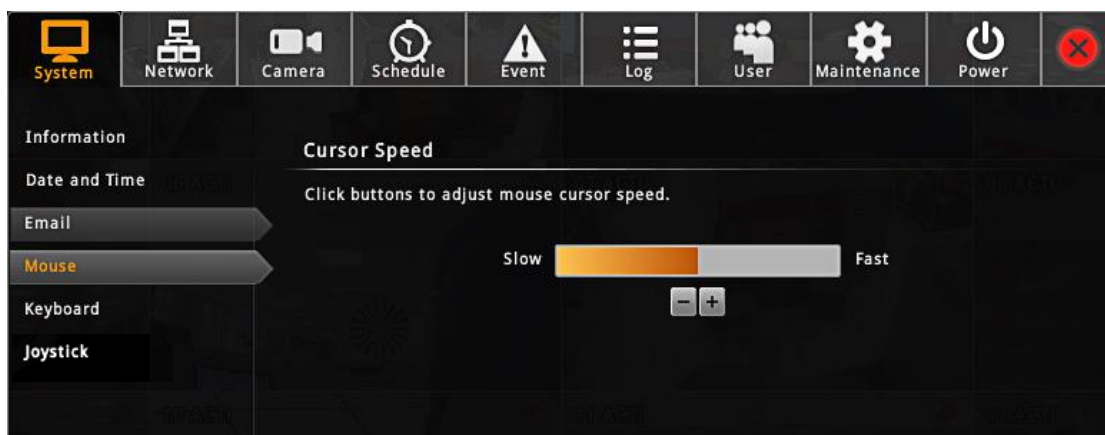 System Network Camera Schedule Event Log User Maintenance Power
Information
Cursor Speed
Date and Time
Click buttons to adjust mouse cursor speed.
Email
Mouse
Slow Fast
- +
Keyboard
Joystick